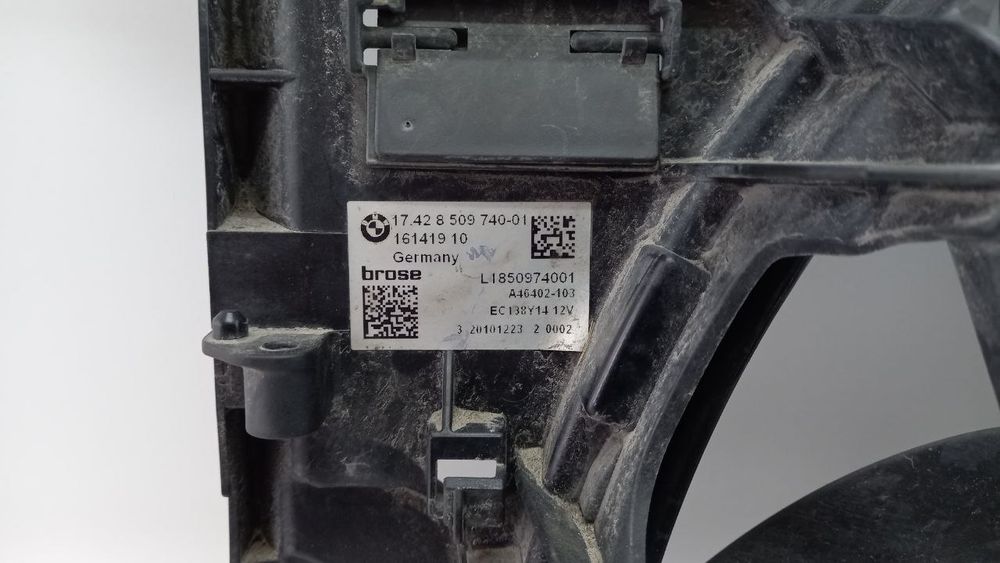 17.42 8 509 740-01
161419 10
Germany
brose
L1850974001
A46402-103
EC138Y14 12V
3 20101223 2 0002